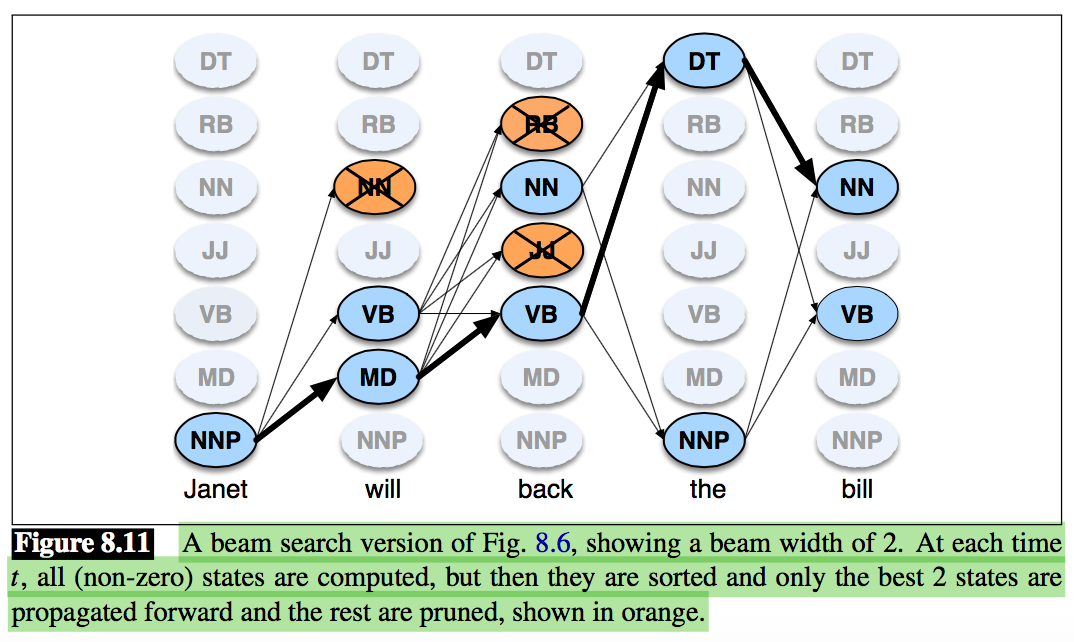 DT DT DT DT DT
RB RB RB RB RB
NN NN NN NN NN
JJ JJ JJ JJ JJ
VB VB VB VB VB
MD MD MD MD MD
NNP NNP NNP NNP NNP
Janet will back the bill
Figure 8.11 A beam search version of Fig. 8.6, showing a beam width of 2. At each time
t, all (non-zero) states are computed, but then they are sorted and only the best 2 states are
propagated forward and the rest are pruned, shown in orange.